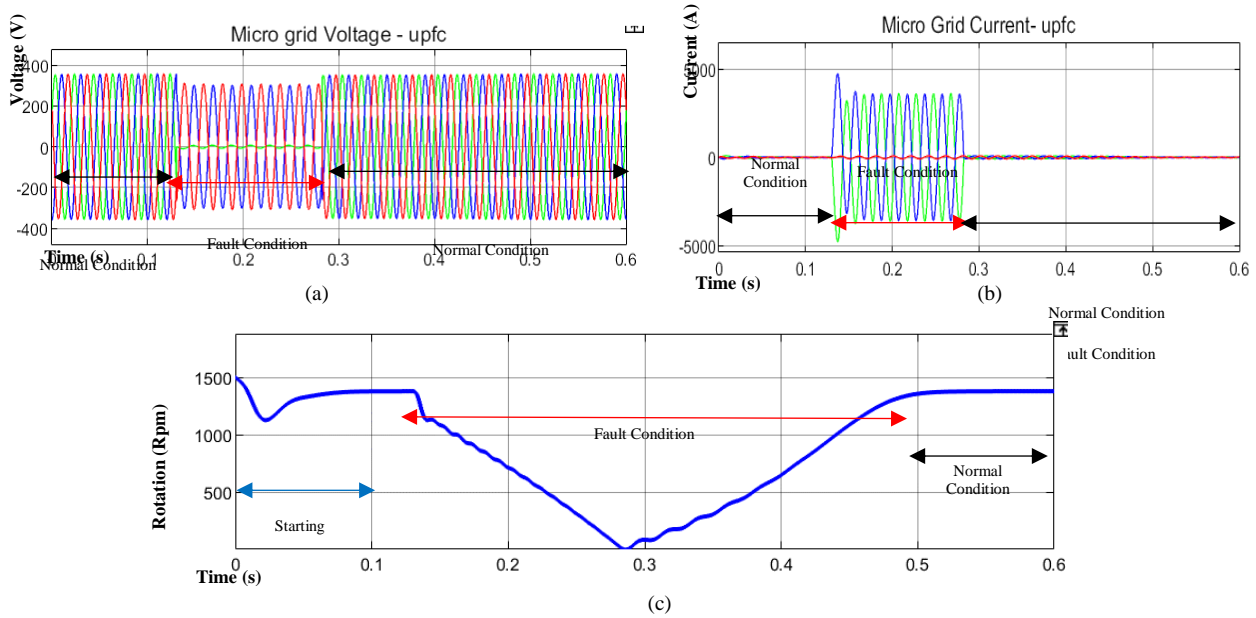 Micro grid Voltage - upfc
Voltage (V)
400
200
0
-200
-400
Fault Condition
Normal Condition
Time (s)
Normal Condition
0.1
0.2
0.3
0.4
0.5
0.6
(a)
Micro Grid Current- upfc
Current (A)
5000
0
-5000
Normal
Condition
Fault Condition
0
0.1
0.2
0.3
0.4
0.5
0.6
Time (s)
(b)
Normal Condition
ault Condition
Rotation (Rpm)
1500
1000
500
Fault Condition
Normal
Condition
Starting
0
0.1
0.2
0.3
0.4
0.5
0.6
Time (s)
(c)